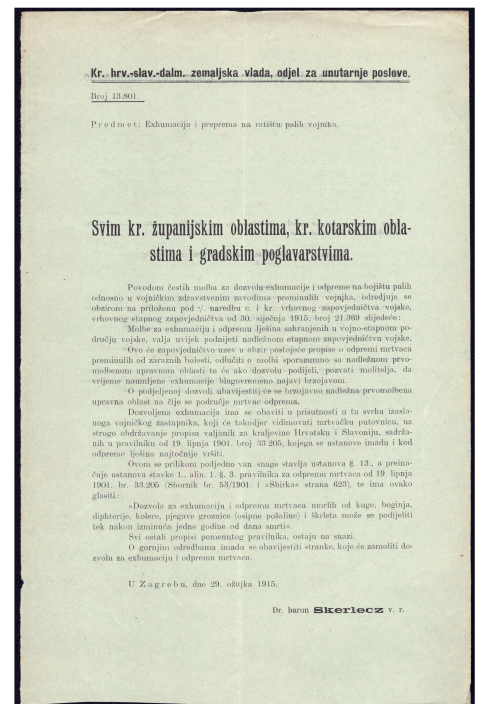 Kr. hrv.-slav.-dalm. zemaljska vlada, odjel za unutarnje poslove.
Broj 13.801.
Predmet: Exhumacija i preprema na ratištu palih vojnika.
Svim kr. županijskim oblastima, kr. kotarskim obla-
stima i gradskim poglavarstvima.
Povodom čestih molba za dozvolu exhumacije i odpreme na bojištu palih
odnosno u vojničkim zdravstvenim zavodima preminulih vojnika, odredjuje se
obzirom na priloženu pod ⁒ naredbu c. i kr. vrhovnog zapovjedničtva vojske,
vrhovnog etapnog zapovjedničtva od 30. siječnja 1915. broj 21.369 slijedeće:
Molbe za exhumaciju i odpremu lješina sahranjenih u vojno-etapnom po-
dručju vojske, valja uvijek podnijeti nadležnom etapnom zapovjedničtvu vojske.
Ovo će zapovjedničtvo uzev u obzir postojeće propise o odpremi mrtvaca
preminulih od zaraznih bolesti, odlučiti o molbi sporazumno sa nadležnom prvo-
molbenom upravnom oblasti te će ako dozvolu podijeli, pozvati molitelja, da
vrijeme naumljene exhumacije blagovremeno najavi brzojavom.
O podjeljenoj dozvoli ubavijestiti će se brzojavno nadležna prvomolbena
upravna oblast na čije se područje mrtvac odprema.
Dozvoljena exhumacija ima se obaviti u prisutnosti u tu svrhu izasla-
noga vojničkog zastupnika, koji će takodjer vidimovati mrtvačku putovnicu, uz
strogo obdržavanje propisa valjanih za kraljevine Hrvatsku i Slavoniju, sadrža-
nih u pravilniku od 19. lipnja 1901. broj 33.205, kojega se ustanove imadu i kod
odpreme lješina najtočnije vršiti.
Ovom se prilikom podjedno van snage stavlja ustanova §. 13., a preina-
čuje ustanova stavke 1., alin. 1. §. 3. pravilnika za odpremu mrtvaca od 19. lipnja
1901. br. 33.205 (Sbornik br. 53/1901 i »Sbirka« strana 623), te ima ovako
glasiti:
»Dozvola za exhumaciju i odpremu mrtvaca umrlih od kuge, boginja,
diphterije, kolere, pjegave groznice (osipne pošaline) i škrleta može se podijeliti
tek nakon izminuća jedne godine od dana smrti«.
Svi ostali propisi pomenutog pravilnika, ostaju na snazi.
O gornjim odredbama imadu se obavijestiti stranke, koje će zamoliti do-
zvolu za exhumaciju i odpremu mrtvaca.
U Zagrebu, dne 29. ožujka 1915.
Dr. barun Skerlecz v. r.